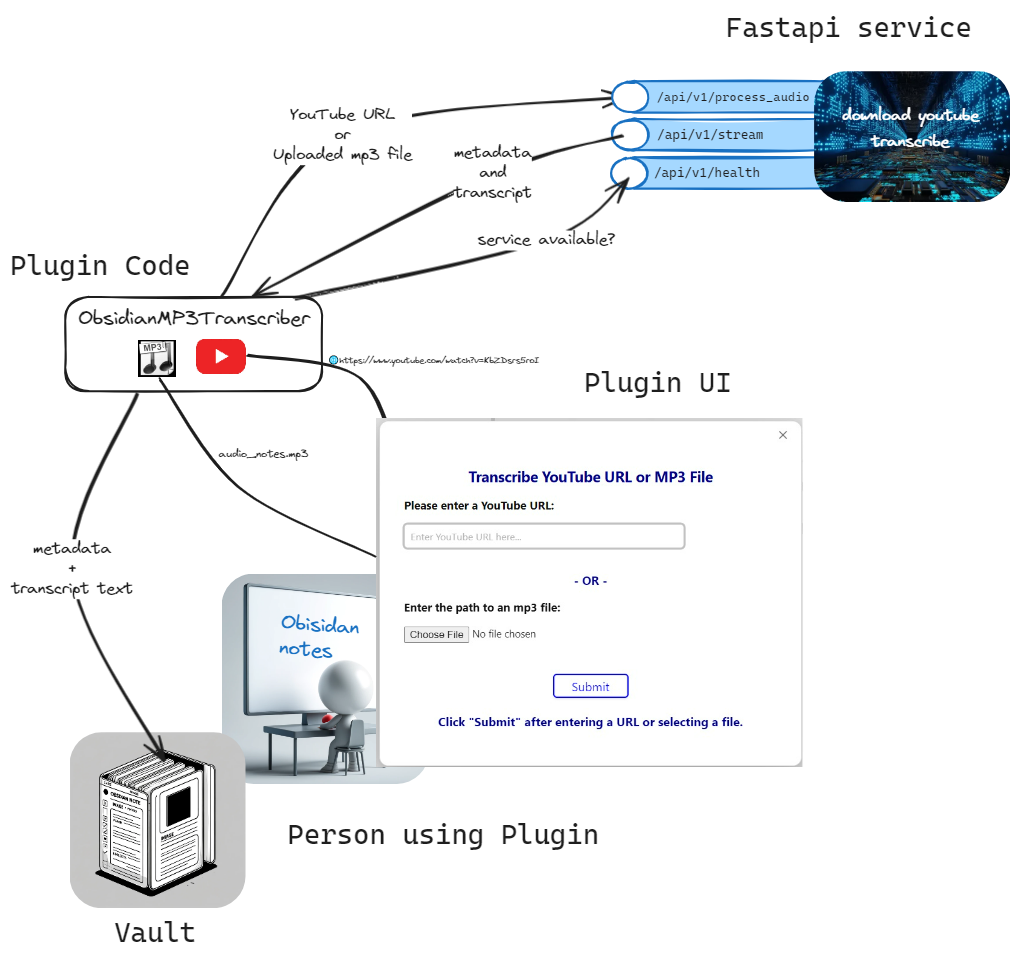 Fastapi service
/api/v1/process_audio
/api/v1/stream
/api/v1/health
download youtube
transcribe
YouTube URL
or
Uploaded mp3 file
metadata
and
transcript
service available?
Plugin Code
ObsidianMP3Transcriber
MP3
https://www.youtube.com/watch?v=KbZDsrs5roI
audio_notes.mp3
Plugin UI
Transcribe YouTube URL or MP3 File
Please enter a YouTube URL:
Enter YouTube URL here...
- OR -
Enter the path to an mp3 file:
Choose File No file chosen
Submit
Click "Submit" after entering a URL or selecting a file.
metadata
+
transcript text
Obisidan
notes
OBSIDIAN NOTE
Person using Plugin
Vault